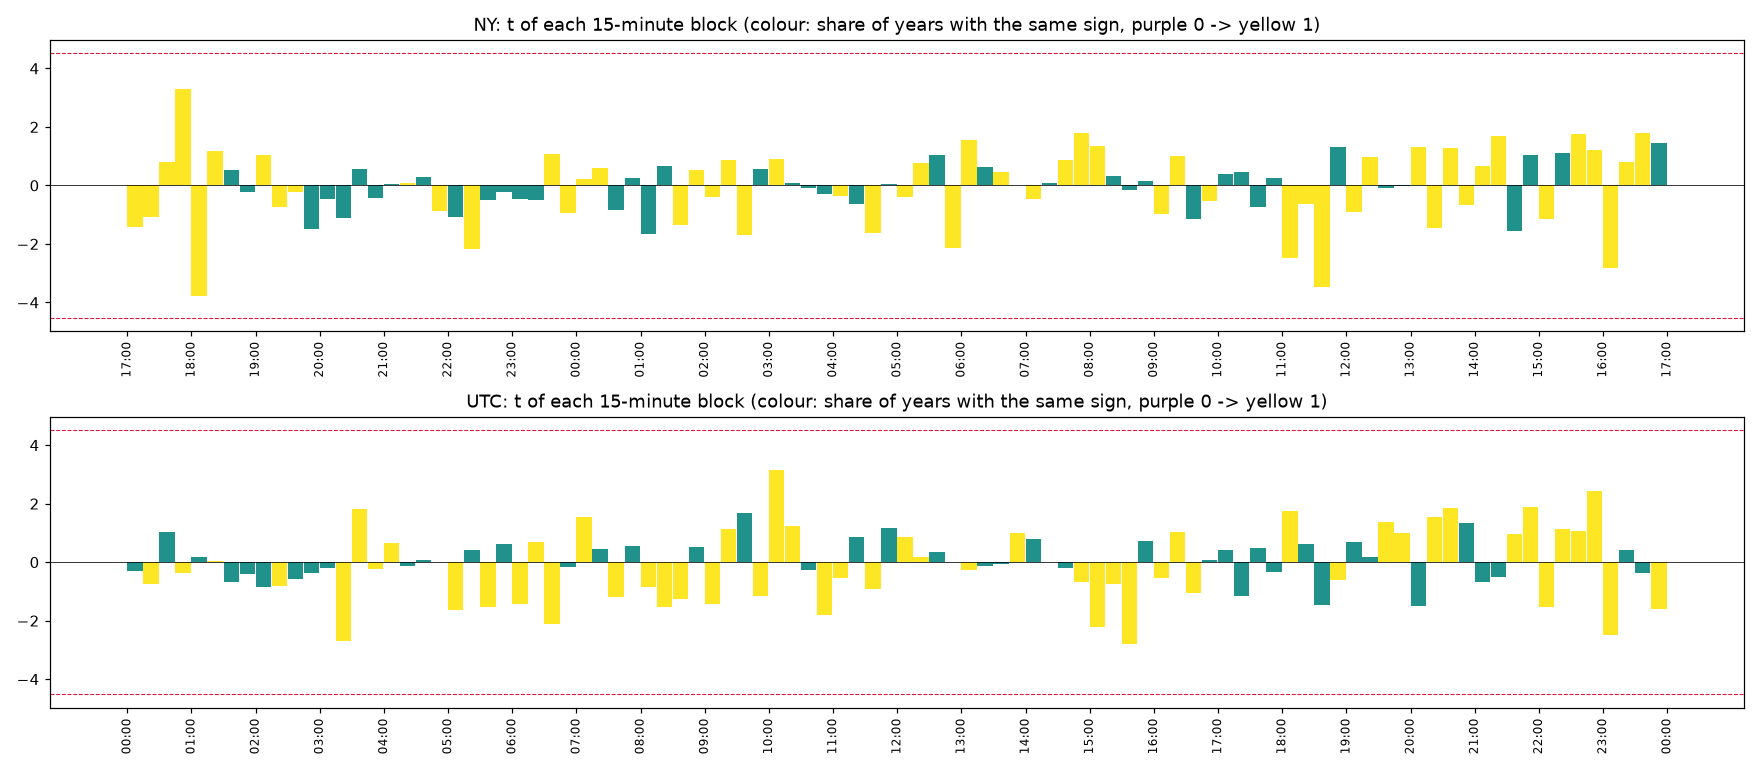 NY: t of each 15-minute block (colour: share of years with the same sign, purple 0 -> yellow 1)
4
2
0
−2
−4
17:00 18:00 19:00 20:00 21:00 22:00 23:00 00:00 01:00 02:00 03:00 04:00 05:00 06:00 07:00 08:00 09:00 10:00 11:00 12:00 13:00 14:00 15:00 16:00 17:00
UTC: t of each 15-minute block (colour: share of years with the same sign, purple 0 -> yellow 1)
4
2
0
−2
−4
00:00 01:00 02:00 03:00 04:00 05:00 06:00 07:00 08:00 09:00 10:00 11:00 12:00 13:00 14:00 15:00 16:00 17:00 18:00 19:00 20:00 21:00 22:00 23:00 00:00